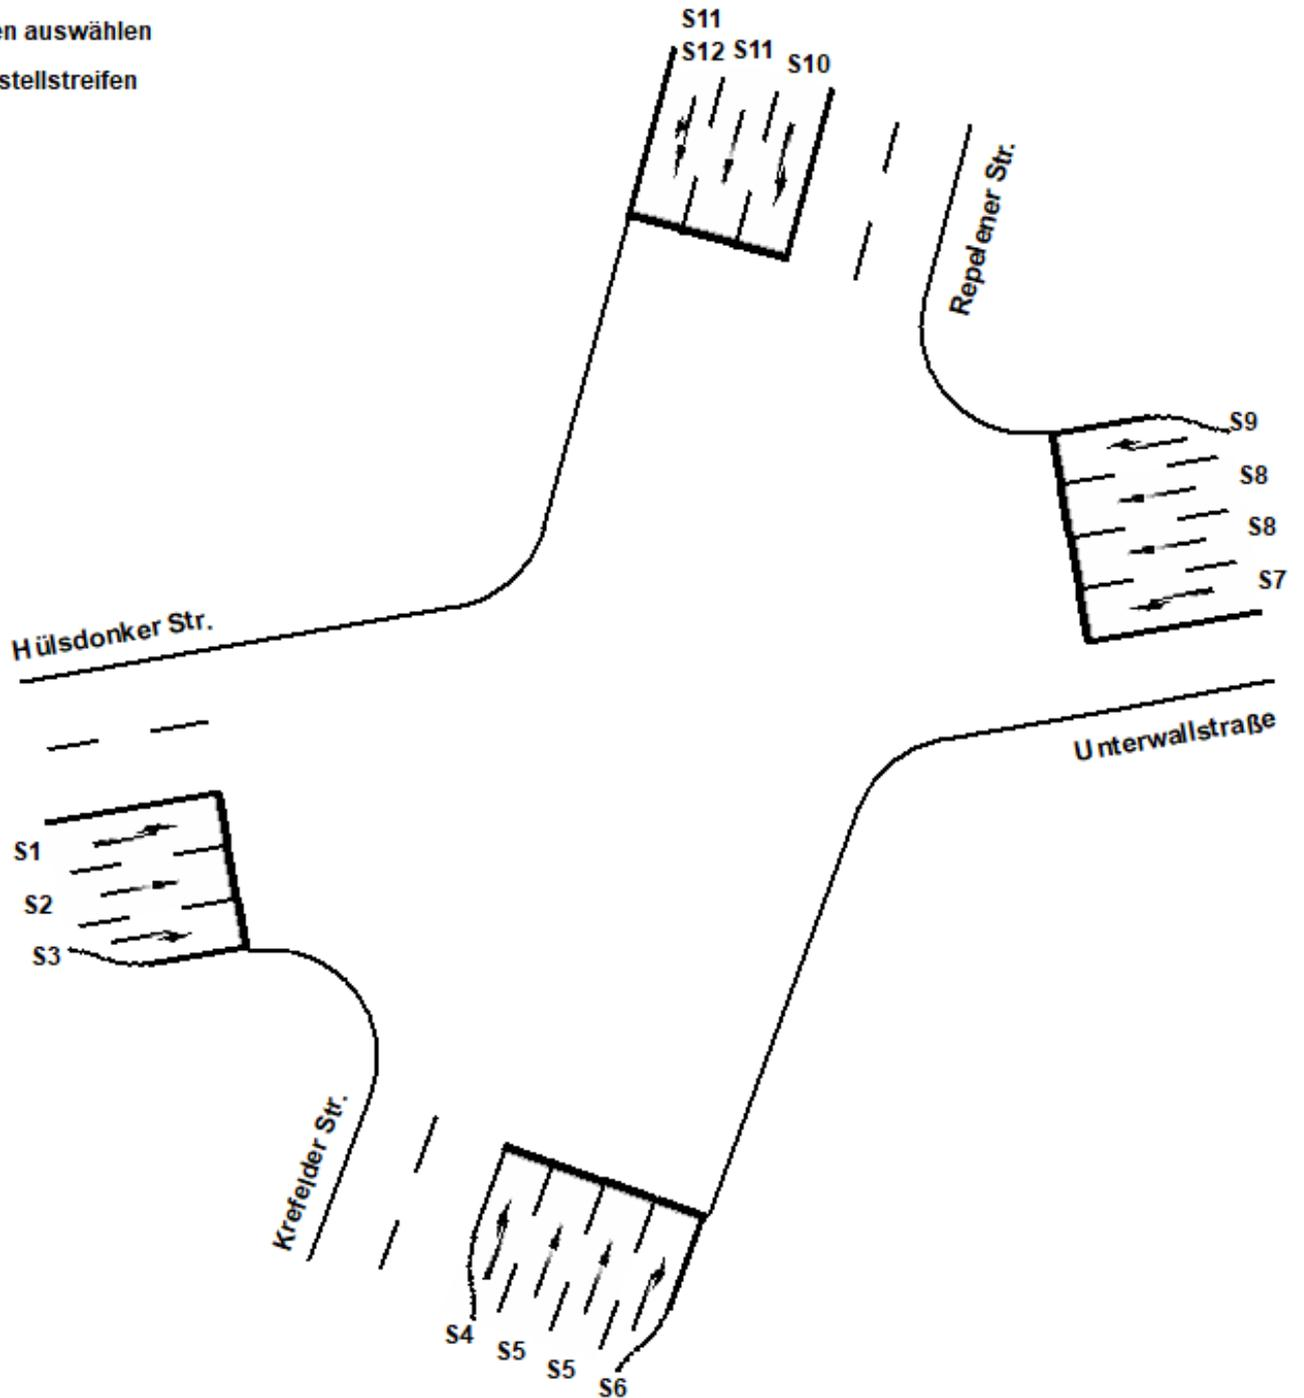 en auswählen
stellstreifen
S11
S12 S11 S10
Repelener Str.
S9
S8
S8
S7
Hülsdonker Str.
Unterwallstraße
S1
S2
S3
Krefelder Str.
S4
S5
S5
S6